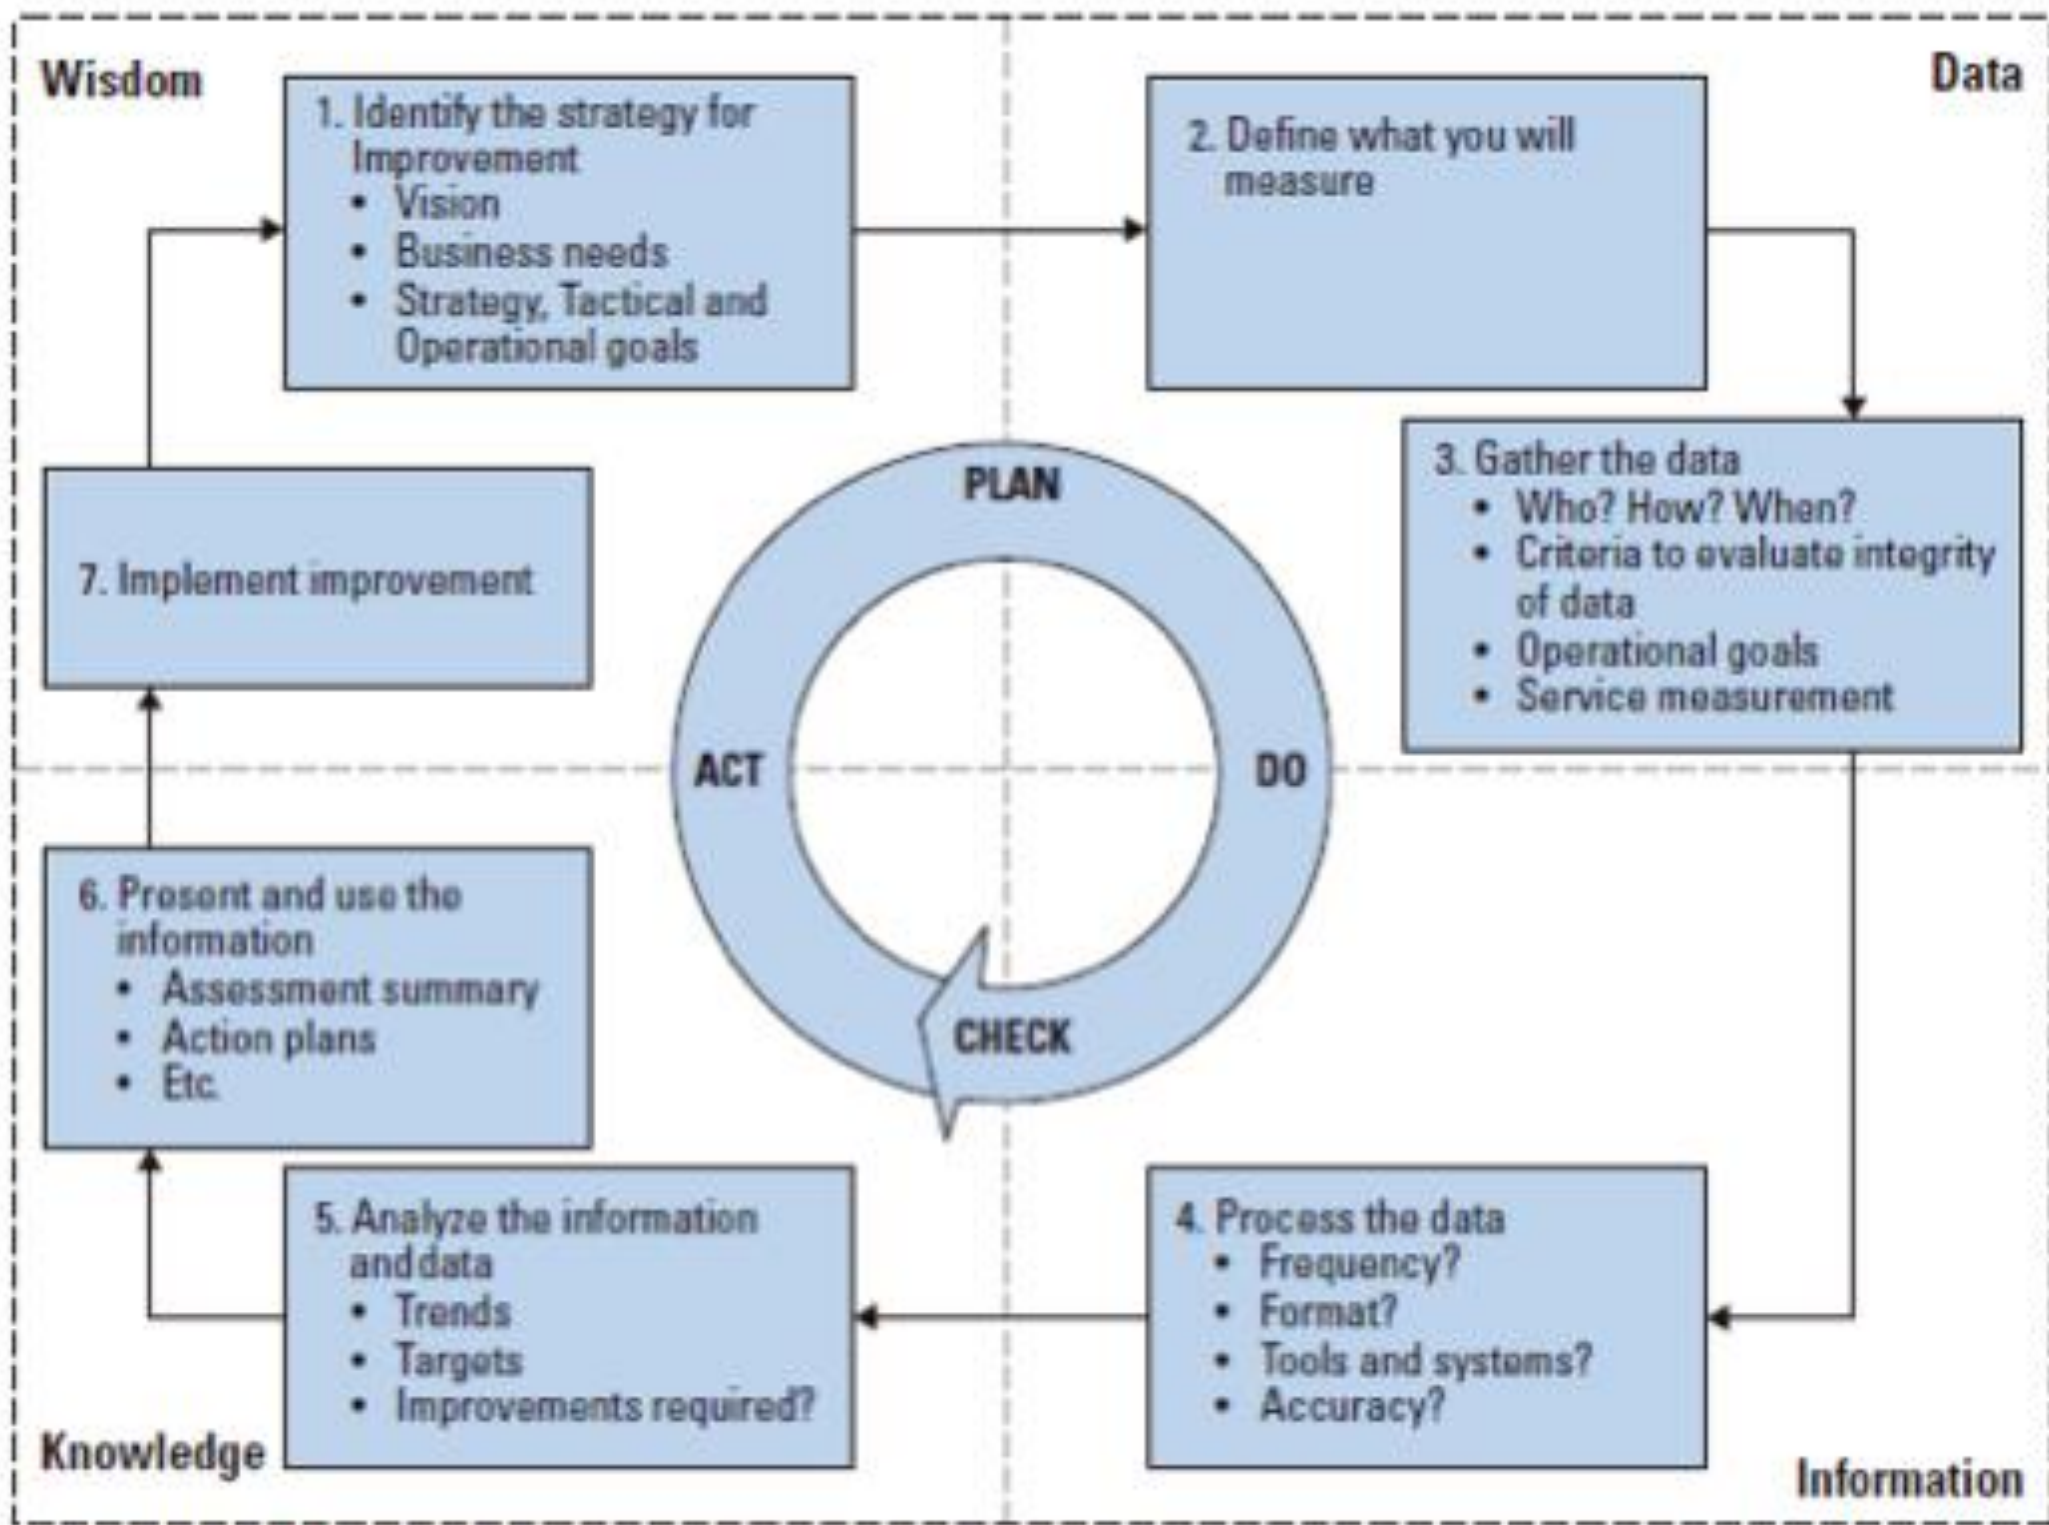 Wisdom
1. Identify the strategy for
Improvement
• Vision
• Business needs
• Strategy, Tactical and
Operational goals
Data
2. Define what you will
measure
3. Gather the data
• Who? How? When?
• Criteria to evaluate integrity
of data
• Operational goals
• Service measurement
7. Implement improvement
PLAN
ACT
DO
CHECK
6. Present and use the
information
• Assessment summary
• Action plans
• Etc.
5. Analyze the information
and data
• Trends
• Targets
• Improvements required?
Knowledge
4. Process the data
• Frequency?
• Format?
• Tools and systems?
• Accuracy?
Information